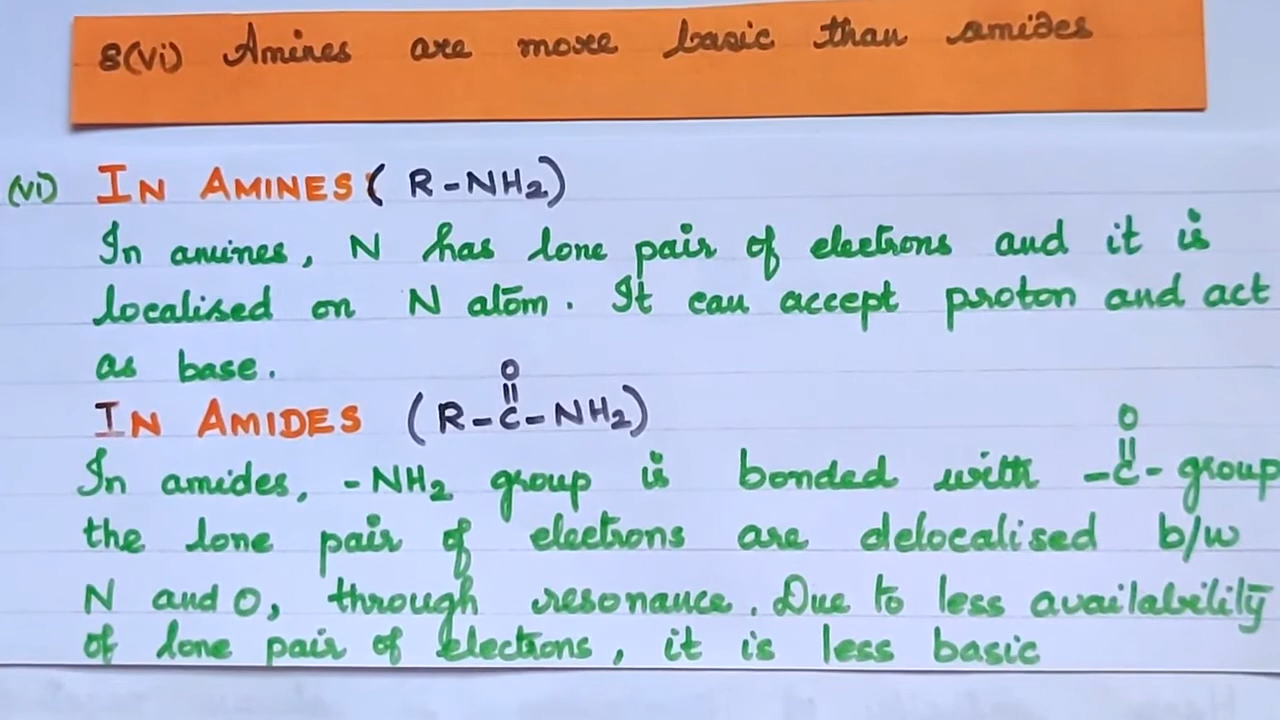 8(vi) Amines are more basic than amides
(vi) IN AMINES: ( R-NH2)
In amines, N has lone pair of electrons and it is
localised on N atom. It can accept proton and act
as base.
O
||
IN AMIDES (R-C-NH2)
O
||
In amides, -NH2 group is bonded with -C- group
the lone pair of electrons are delocalised b/w
N and O, through resonance. Due to less availability
of lone pair of electrons, it is less basic